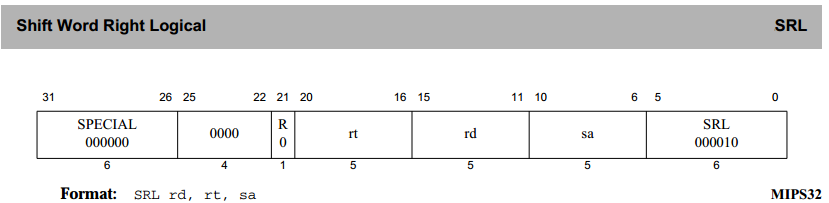 Shift Word Right Logical SRL
31 26 25 22 21 20 16 15 11 10 6 5 0
SPECIAL R SRL
000000 0000 0 rt rd sa 000010
6 4 1 5 5 5 6
Format: SRL rd, rt, sa MIPS32